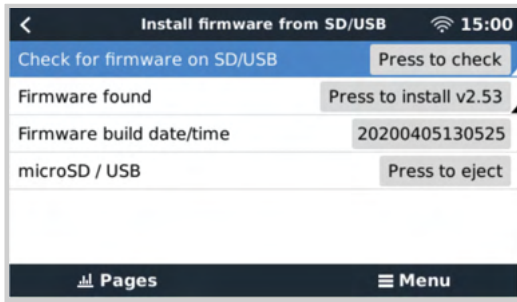 Install firmware from SD/USB 15:00
Check for firmware on SD/USB Press to check
Firmware found Press to install v2.53
Firmware build date/time 20200405130525
microSD / USB Press to eject
Pages Menu